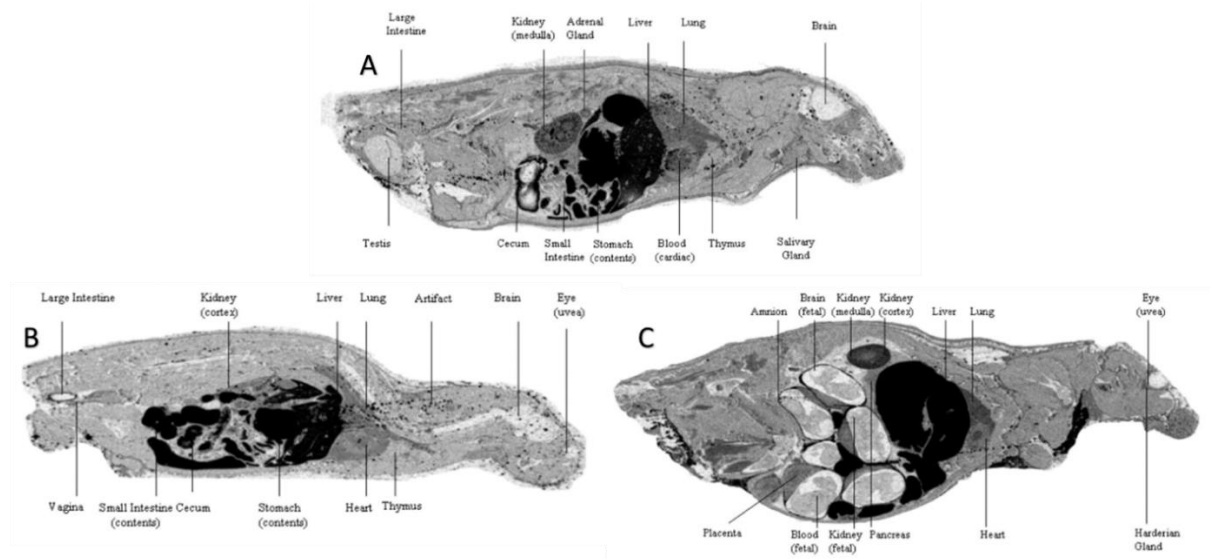 Large
Intestine
Kidney
(medulla)
Adrenal
Gland
Liver
Lung
Brain
A
Testis
Cecum
Small
Intestine
Stomach
(contents)
Blood
(cardiac)
Thymus
Salivary
Gland
B
Large Intestine
Kidney
(cortex)
Liver
Lung
Artifact
Brain
Eye
(uvea)
Vagina
Small Intestine
(contents)
Cecum
Stomach
(contents)
Heart
Thymus
C
Amnion
Brain
(fetal)
Kidney
(medulla)
Kidney
(cortex)
Liver
Lung
Eye
(uvea)
Placenta
Blood
(fetal)
Kidney
(fetal)
Pancreas
Heart
Harderian
Gland